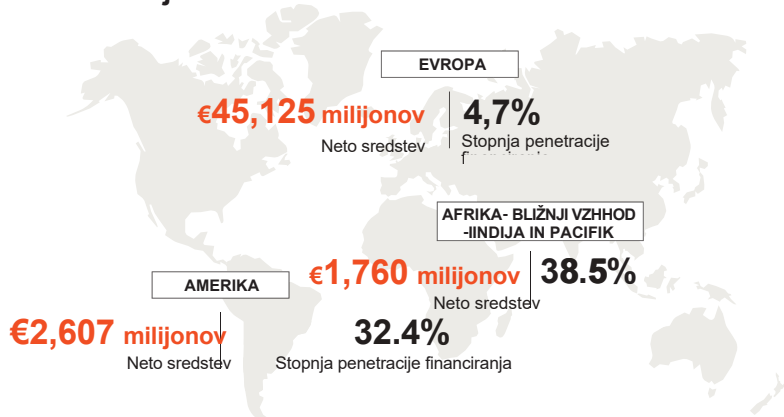 EVROPA
€45,125 milijonov
4,7%
Neto sredstev
Stopnja penetracije
AFRIKA- BLIŽNJI VZHHOD
-IINDIJA IN PACIFIK
€1,760 milijonov
38.5%
Neto sredstev
AMERIKA
€2,607 milijonov
32.4%
Neto sredstev
Stopnja penetracije financiranja